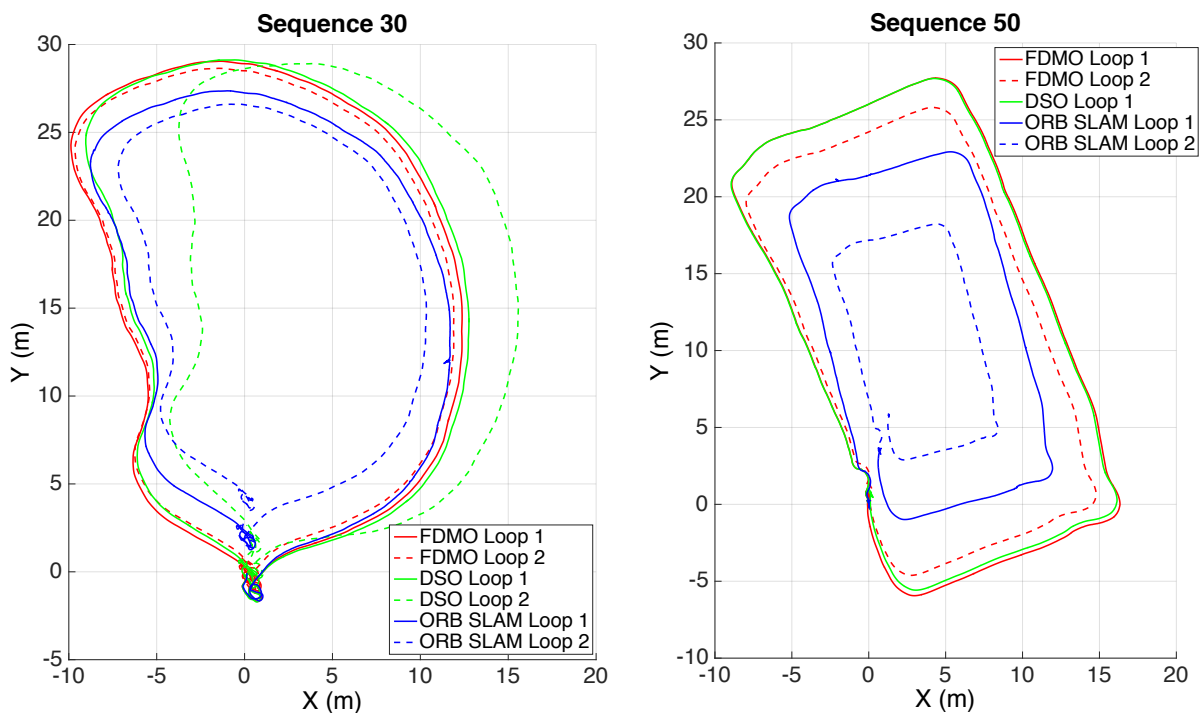 Sequence 30
30
25
20
15
10
5
0
-5
Y (m)
-10
-5
0
5
10
15
20
X (m)
FDMO Loop 1
FDMO Loop 2
DSO Loop 1
DSO Loop 2
ORB SLAM Loop 1
ORB SLAM Loop 2
Sequence 50
30
25
20
15
10
5
0
-5
-10
Y (m)
-10
-5
0
5
10
15
20
X (m)
FDMO Loop 1
FDMO Loop 2
DSO Loop 1
ORB SLAM Loop 1
ORB SLAM Loop 2